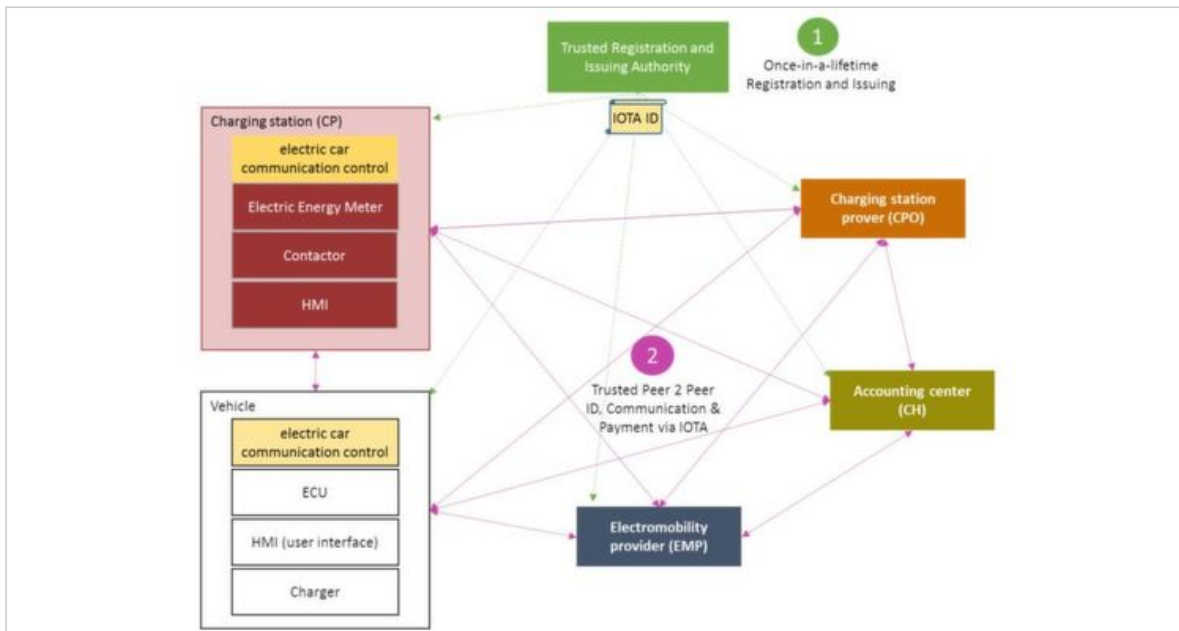 Trusted Registration and
Issuing Authority
1
Once-in-a-lifetime
Registration and Issuing
IOTA ID
Charging station (CP)
electric car
communication control
Electric Energy Meter
Contactor
HMI
Charging station
prover (CPO)
2
Trusted Peer 2 Peer
ID, Communication &
Payment via IOTA
Accounting center
(CH)
Vehicle
electric car
communication control
ECU
HMI (user interface)
Charger
Electromobility
provider (EMP)